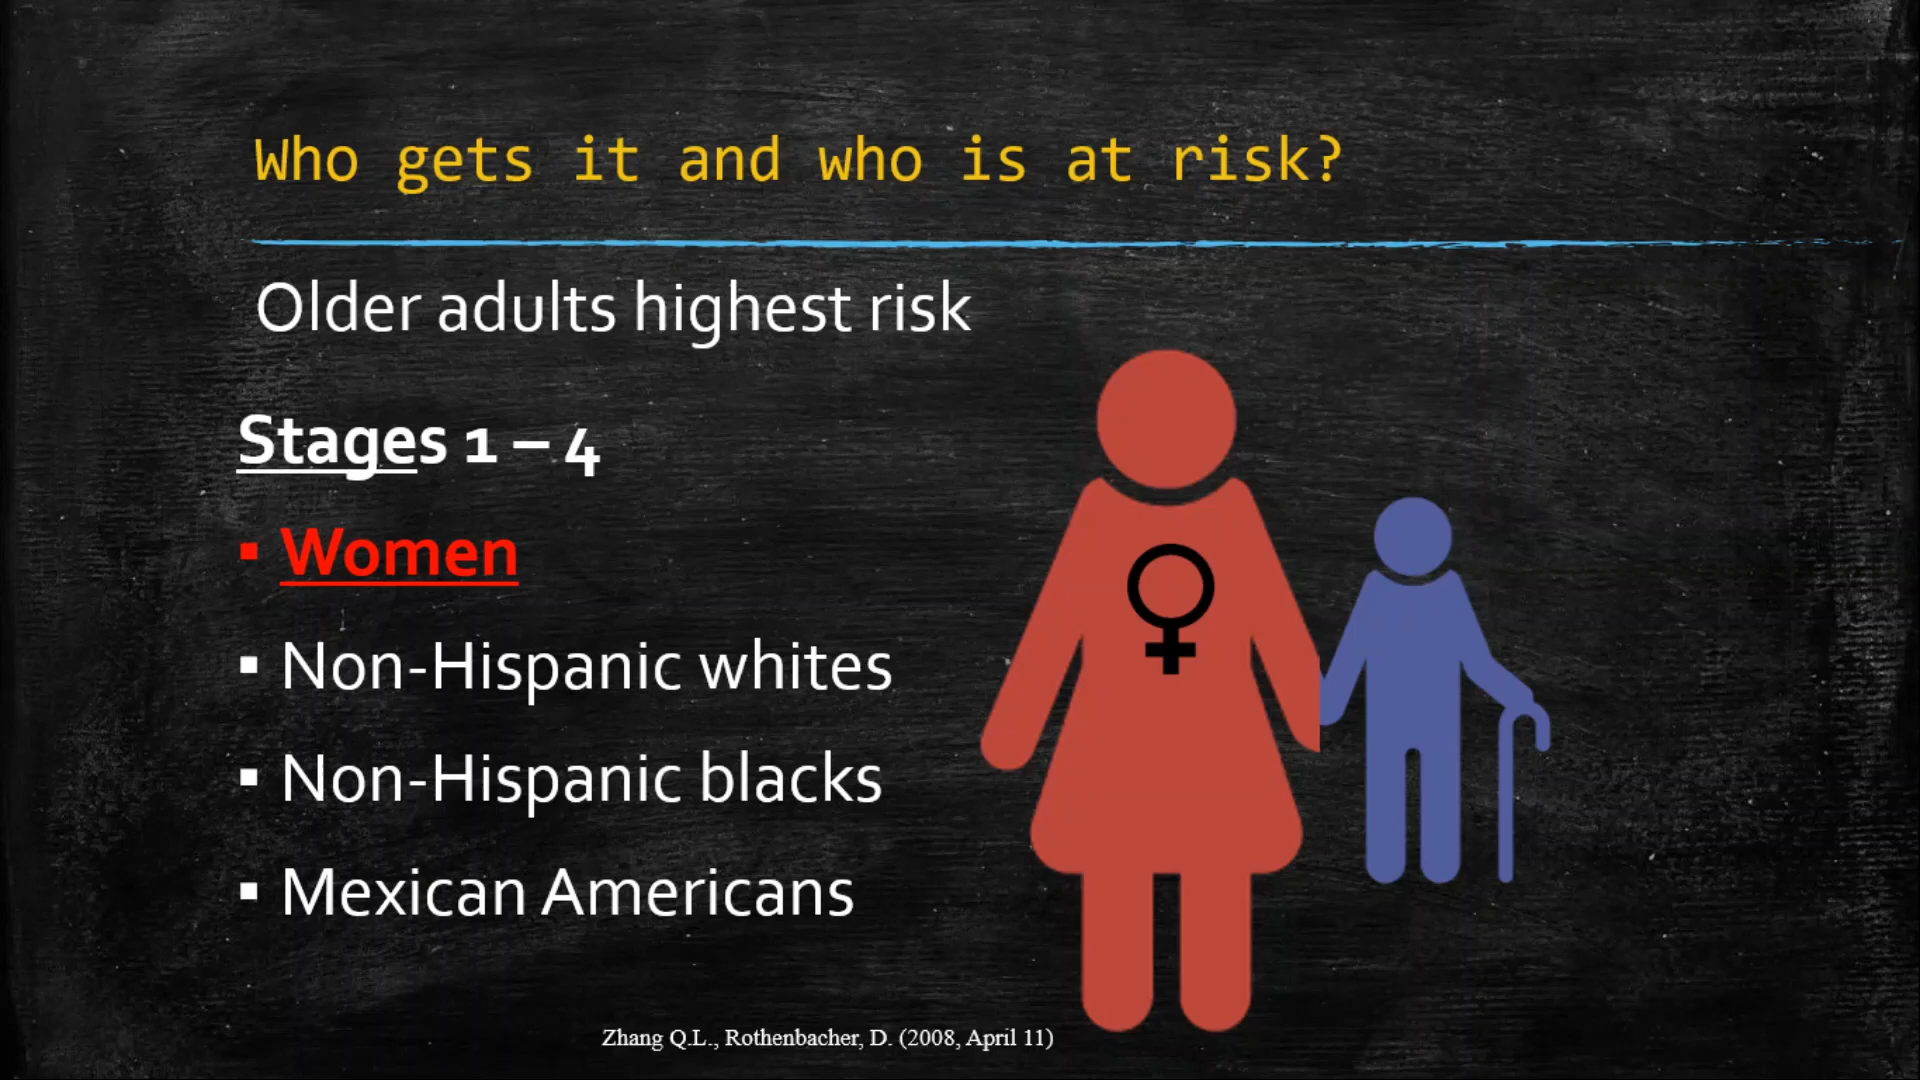 Who gets it and who is at risk?
Older adults highest risk
Stages 1 – 4
▪ Women
▪ Non-Hispanic whites
▪ Non-Hispanic blacks
▪ Mexican Americans
Zhang Q.L., Rothenbacher, D. (2008, April 11)